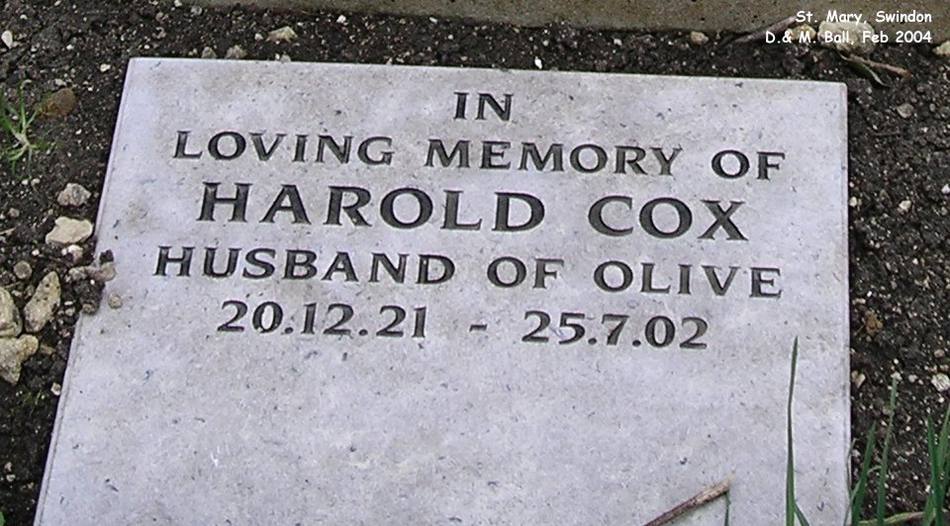 St. Mary, Swindon
D.& M. Ball, Feb 2004
IN
LOVING MEMORY OF
HAROLD COX
HUSBAND OF OLIVE
20.12.21 - 25.7.02